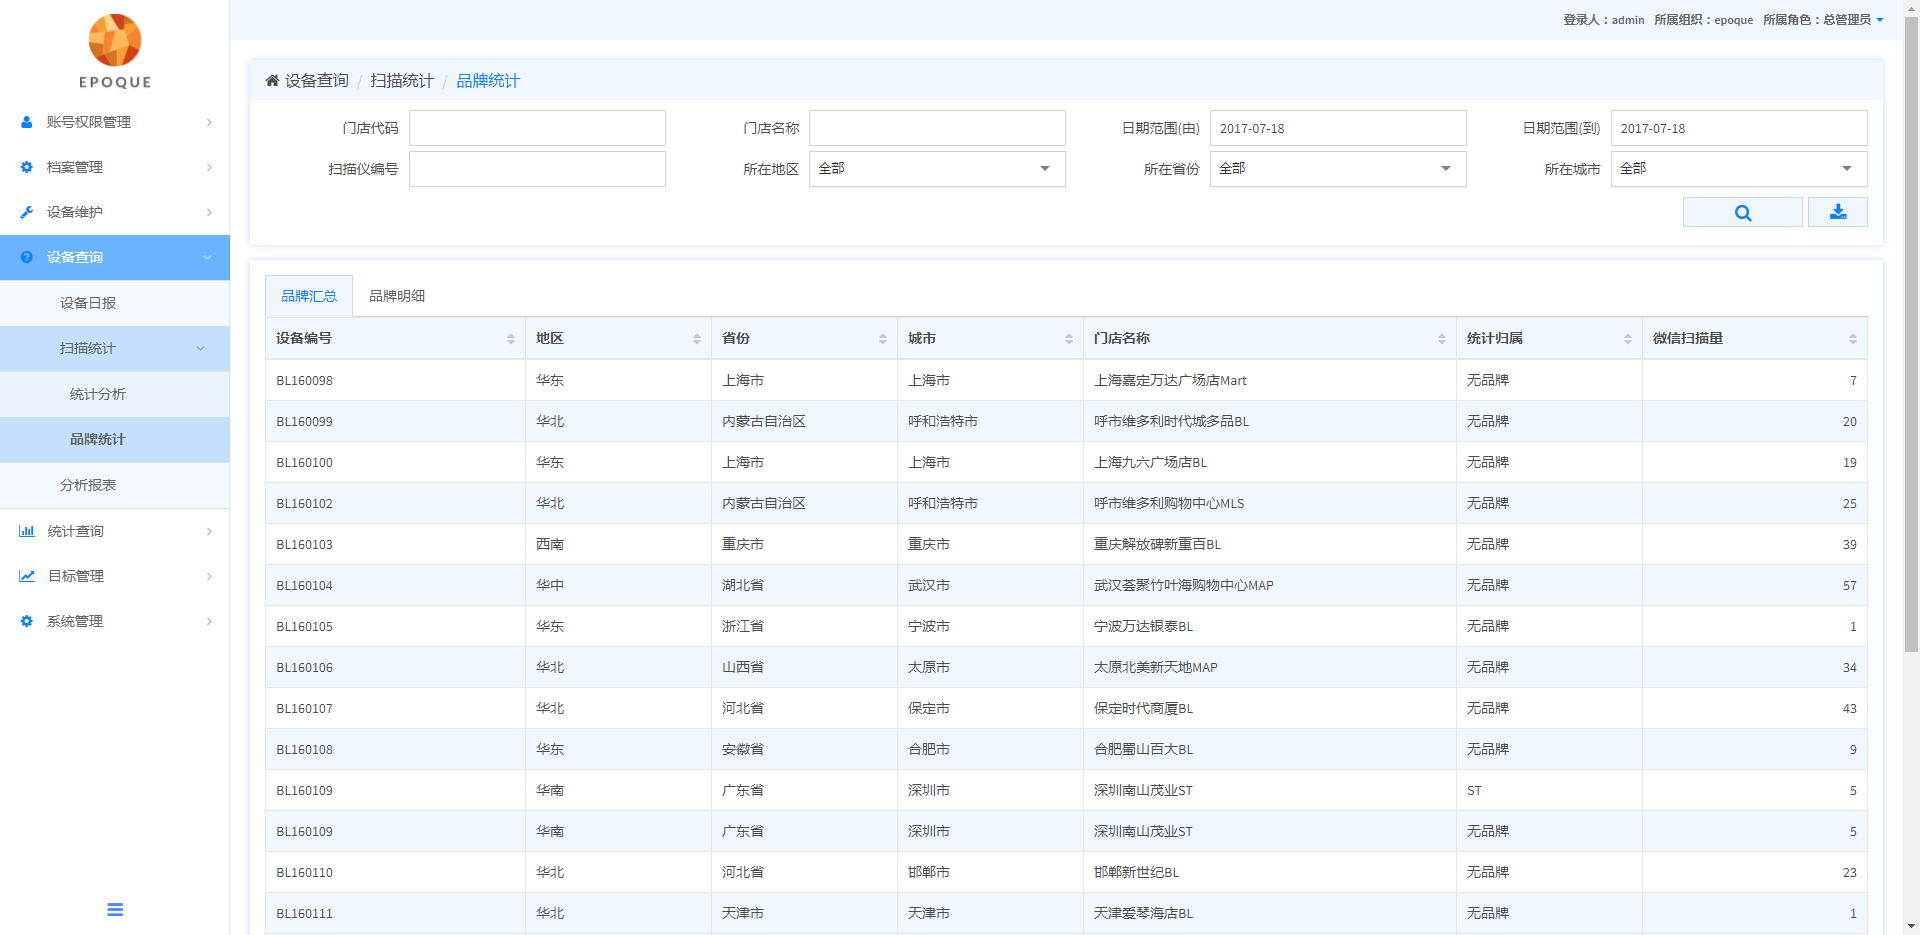 登录人：admin 所属组织：epoque 所属角色：总管理员
EPOQUE
账号权限管理
档案管理
设备维护
设备查询
设备日报
扫描统计
统计分析
品牌统计
分析报表
统计查询
目标管理
系统管理
设备查询 / 扫描统计 / 品牌统计
门店代码 门店名称 日期范围(由) 2017-07-18 日期范围(到) 2017-07-18
扫描仪编号 所在地区 全部 所在省份 全部 所在城市 全部
品牌汇总 品牌明细
设备编号 地区 省份 城市 门店名称 统计归属 微信扫描量
BL160098 华东 上海市 上海市 上海嘉定万达广场店Mart 无品牌 7
BL160099 华北 内蒙古自治区 呼和浩特市 呼市维多利时代城多品BL 无品牌 20
BL160100 华东 上海市 上海市 上海九六广场店BL 无品牌 19
BL160102 华北 内蒙古自治区 呼和浩特市 呼市维多利购物中心MLS 无品牌 25
BL160103 西南 重庆市 重庆市 重庆解放碑新重百BL 无品牌 39
BL160104 华中 湖北省 武汉市 武汉荟聚竹叶海购物中心MAP 无品牌 57
BL160105 华东 浙江省 宁波市 宁波万达银泰BL 无品牌 1
BL160106 华北 山西省 太原市 太原北美新天地MAP 无品牌 34
BL160107 华北 河北省 保定市 保定时代商厦BL 无品牌 43
BL160108 华东 安徽省 合肥市 合肥蜀山百大BL 无品牌 9
BL160109 华南 广东省 深圳市 深圳南山茂业ST ST 5
BL160109 华南 广东省 深圳市 深圳南山茂业ST 无品牌 5
BL160110 华北 河北省 邯郸市 邯郸新世纪BL 无品牌 23
BL160111 华北 天津市 天津市 天津爱琴海店BL 无品牌 1